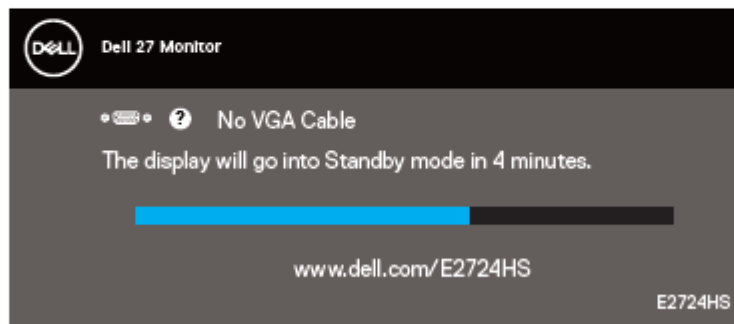 DELL
Dell 27 Monitor
? No VGA Cable
The display will go into Standby mode in 4 minutes.
www.dell.com/E2724HS
E2724HS